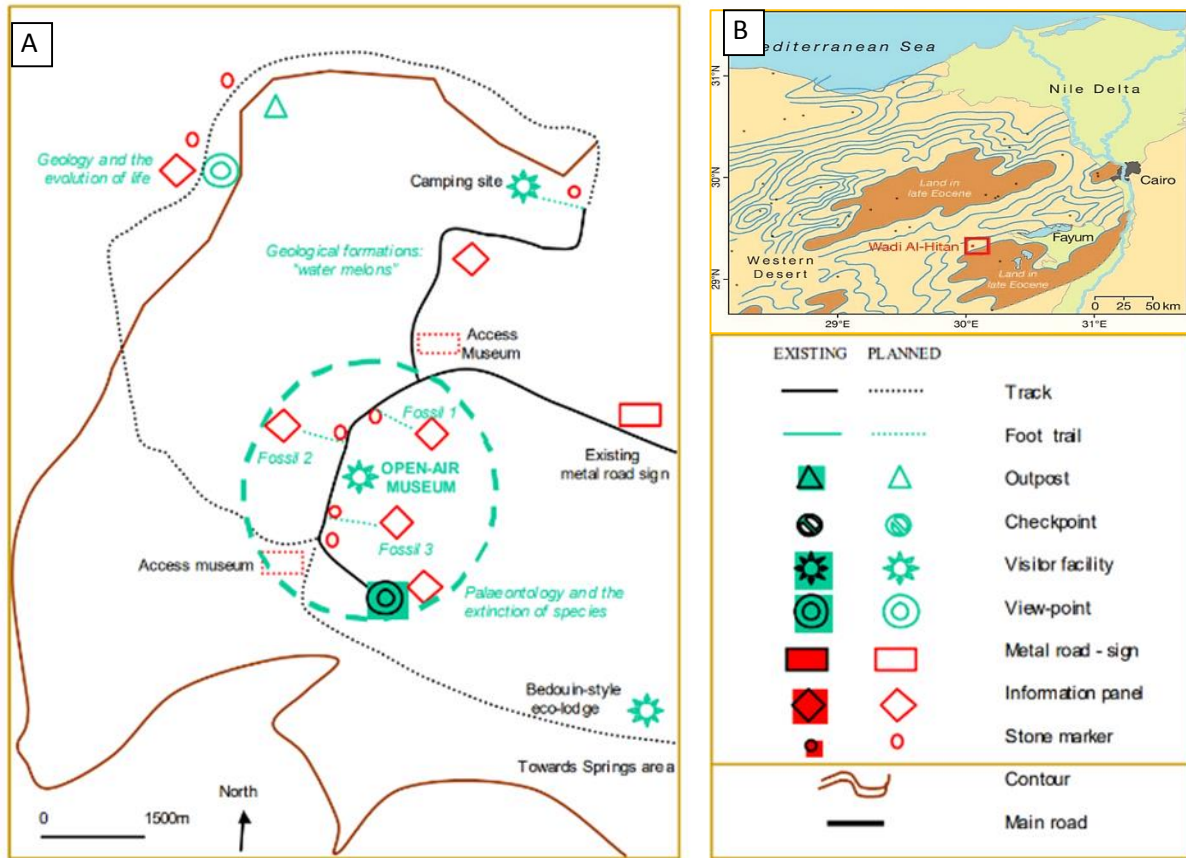 A
Geology and the
evolution of life
Camping site
Geological formations:
"water melons"
Access
Museum
Fossil 1
Fossil 2
OPEN-AIR
MUSEUM
Existing
metal road sign
Fossil 3
Access museum
Palaeontology and the
extinction of species
Bedouin-style
eco-lodge
Towards Springs area
North
0 1500m
B
editerranean Sea
31°N
Nile Delta
30°N
Land in
late Eocene
Cairo
Wadi Al-Hitan
Fayum
Western
Desert
29°N
Land in
late Eocene
0 25 50 km
29°E 30°E 31°E
EXISTING PLANNED
Track
Foot trail
Outpost
Checkpoint
Visitor facility
View-point
Metal road - sign
Information panel
Stone marker
Contour
Main road